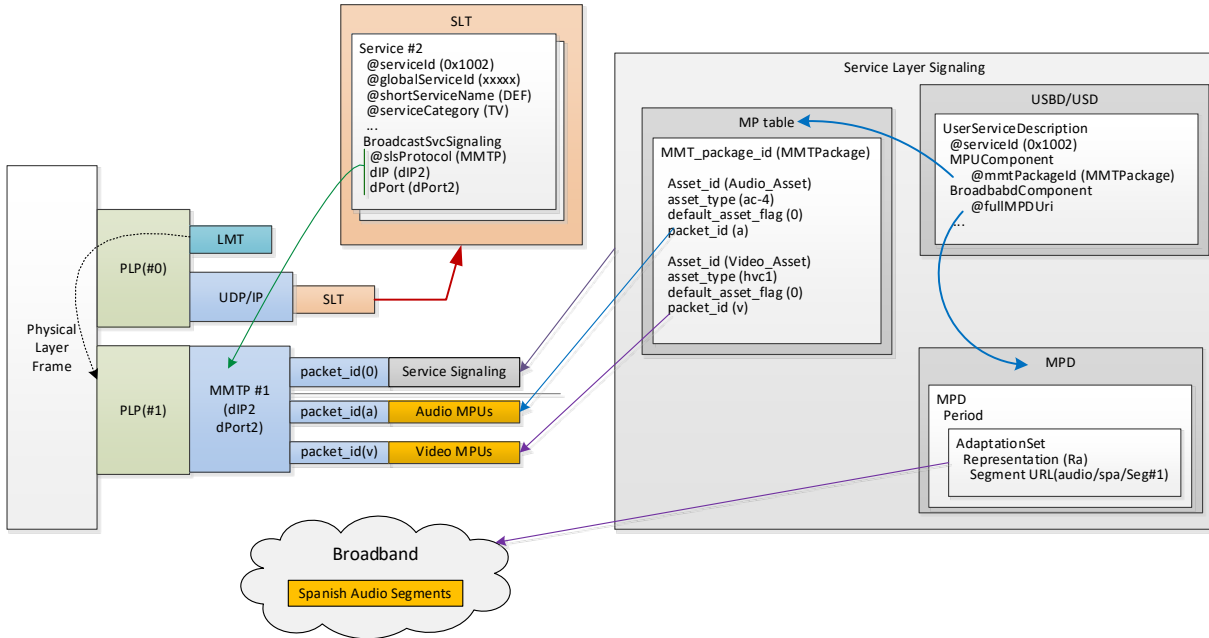 SLT
Service #2
@serviceId (0x1002)
@globalServiceId (xxxxx)
@shortServiceName (DEF)
@serviceCategory (TV)
...
BroadcastSvcSignaling
@slsProtocol (MMTP)
dIP (dIP2)
dPort (dPort2)
Service Layer Signaling
MP table
MMT_package_id (MMTPackage)
Asset_id (Audio_Asset)
asset_type (ac-4)
default_asset_flag (0)
packet_id (a)
Asset_id (Video_Asset)
asset_type (hvc1)
default_asset_flag (0)
packet_id (v)
USBD/USD
UserServiceDescription
@serviceId (0x1002)
MPUComponent
@mmtPackageId (MMTPackage)
BroadbabdComponent
@fullMPDUri
...
MPD
MPD
Period
AdaptationSet
Representation (Ra)
Segment URL(audio/spa/Seg#1)
Physical
Layer
Frame
PLP(#0)
LMT
UDP/IP
SLT
PLP(#1)
MMTP #1
(dIP2
dPort2)
packet_id(0)
Service Signaling
packet_id(a)
Audio MPUs
packet_id(v)
Video MPUs
Broadband
Spanish Audio Segments